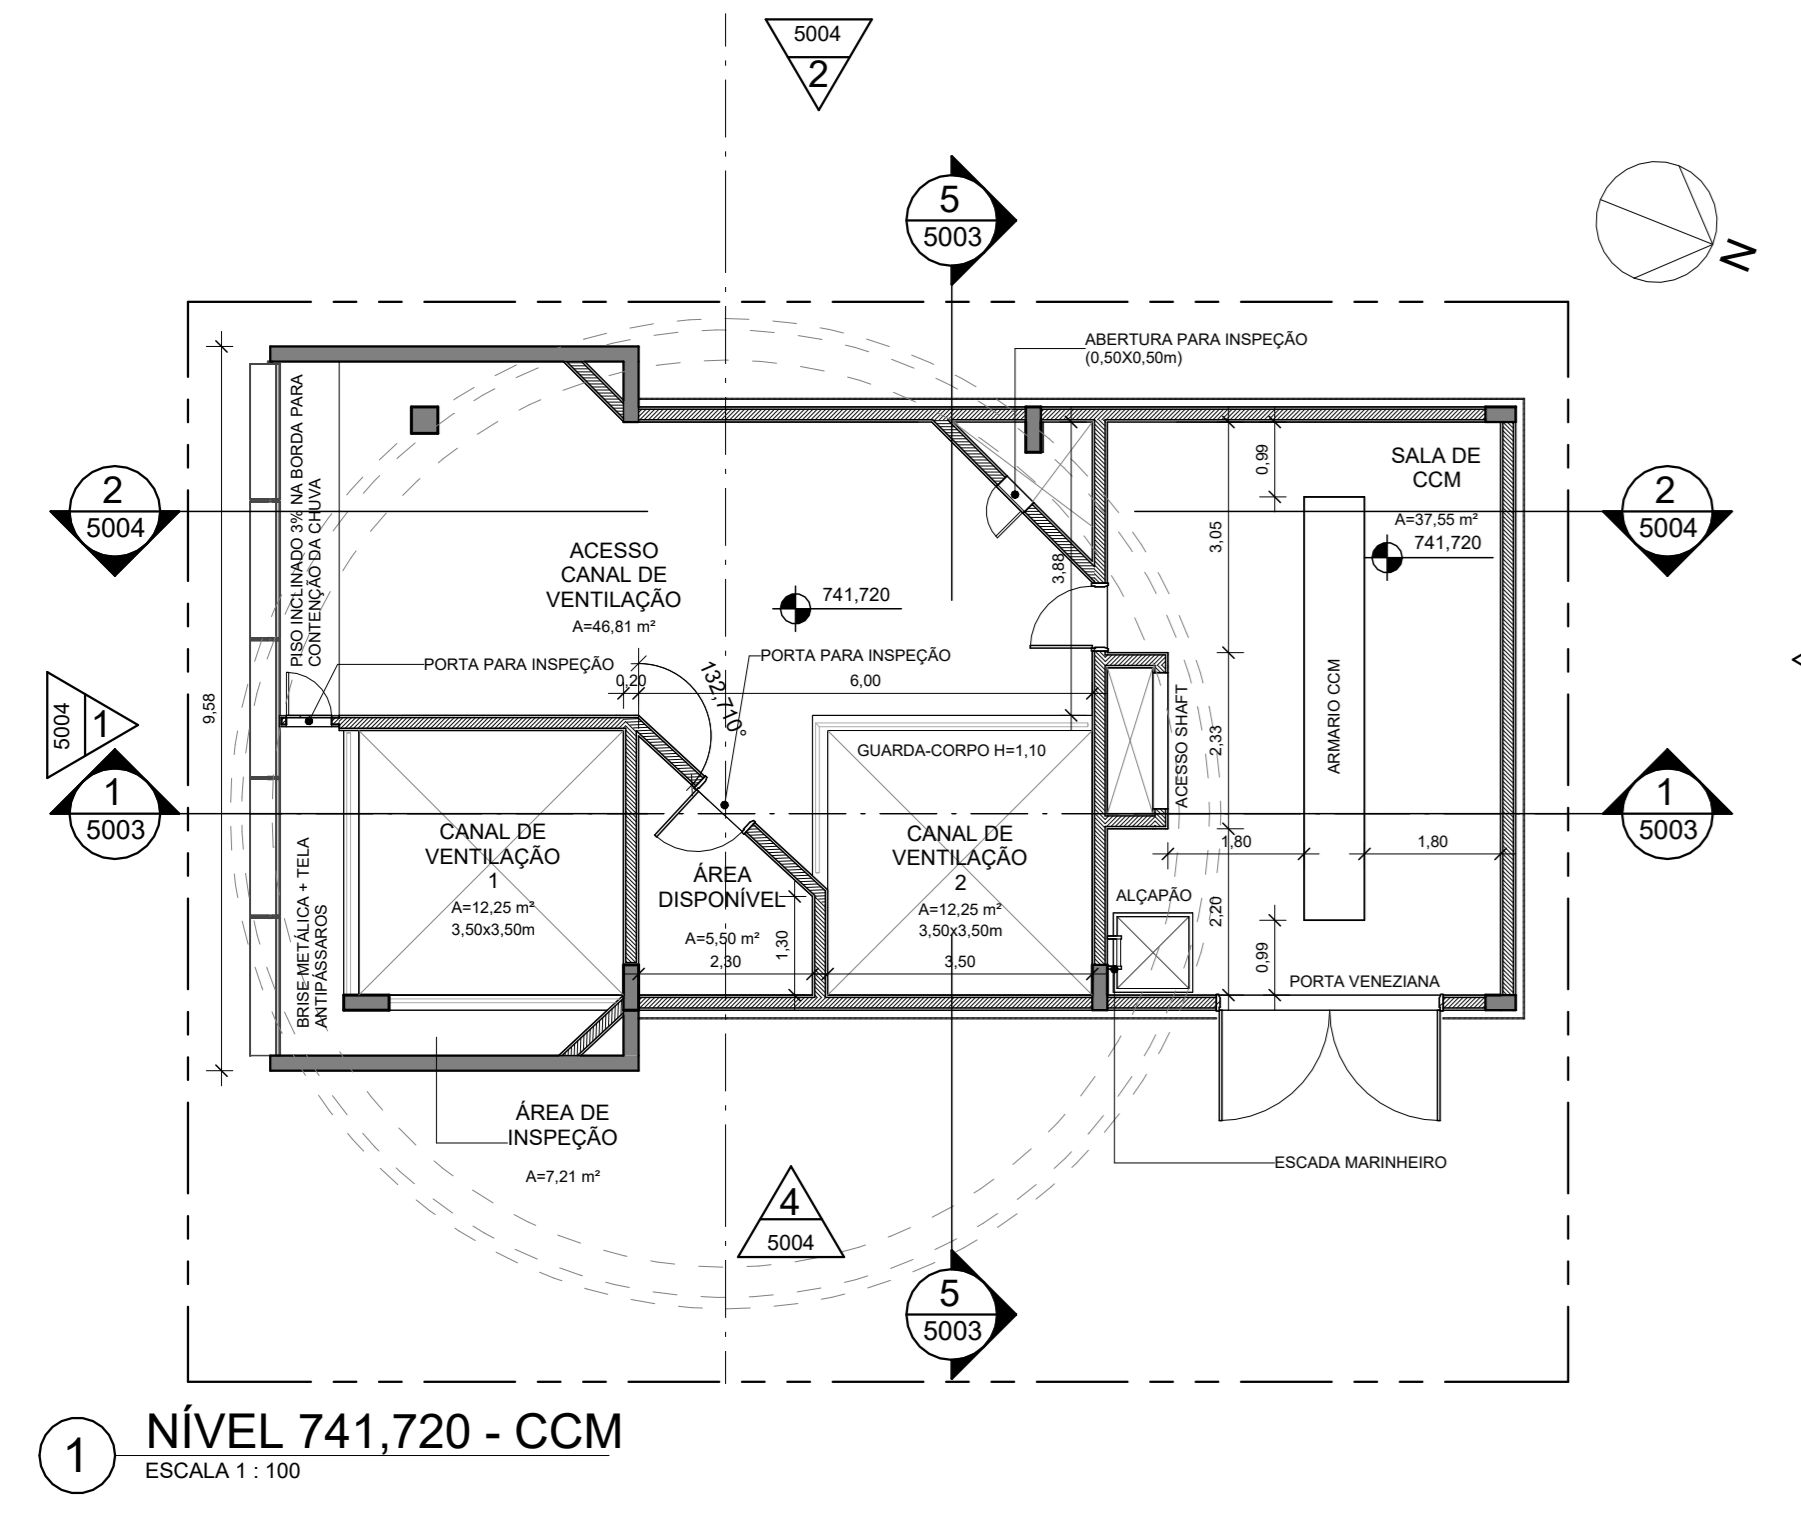 5004
2
5
5003
N
ABERTURA PARA INSPEÇÃO
(0,50X0,50m)
PISO INCLINADO 3% NA BORDA PARA
CONTENÇÃO DA CHUVA
0,99
SALA DE
CCM
A=37,55 m²
741,720
2
5004
2
5004
3,05
3,88
ACESSO
CANAL DE
VENTILAÇÃO
A=46,81 m²
741,720
PORTA PARA INSPEÇÃO
PORTA PARA INSPEÇÃO
0,20
6,00
132,710°
9,58
5004
1
1
5003
GUARDA-CORPO H=1,10
ACESSO SHAFT
2,33
ARMARIO CCM
1
5003
CANAL DE
VENTILAÇÃO
1
A=12,25 m²
3,50x3,50m
ÁREA
DISPONÍVEL
A=5,50 m²
2,30
1,30
CANAL DE
VENTILAÇÃO
2
A=12,25 m²
3,50x3,50m
3,50
1,80
1,80
ALÇAPÃO
2,20
0,99
PORTA VENEZIANA
BRISE METÁLICA + TELA
ANTIPÁSSAROS
ÁREA DE
INSPEÇÃO
A=7,21 m²
ESCADA MARINHEIRO
4
5004
5
5003
1
NÍVEL 741,720 - CCM
ESCALA 1 : 100